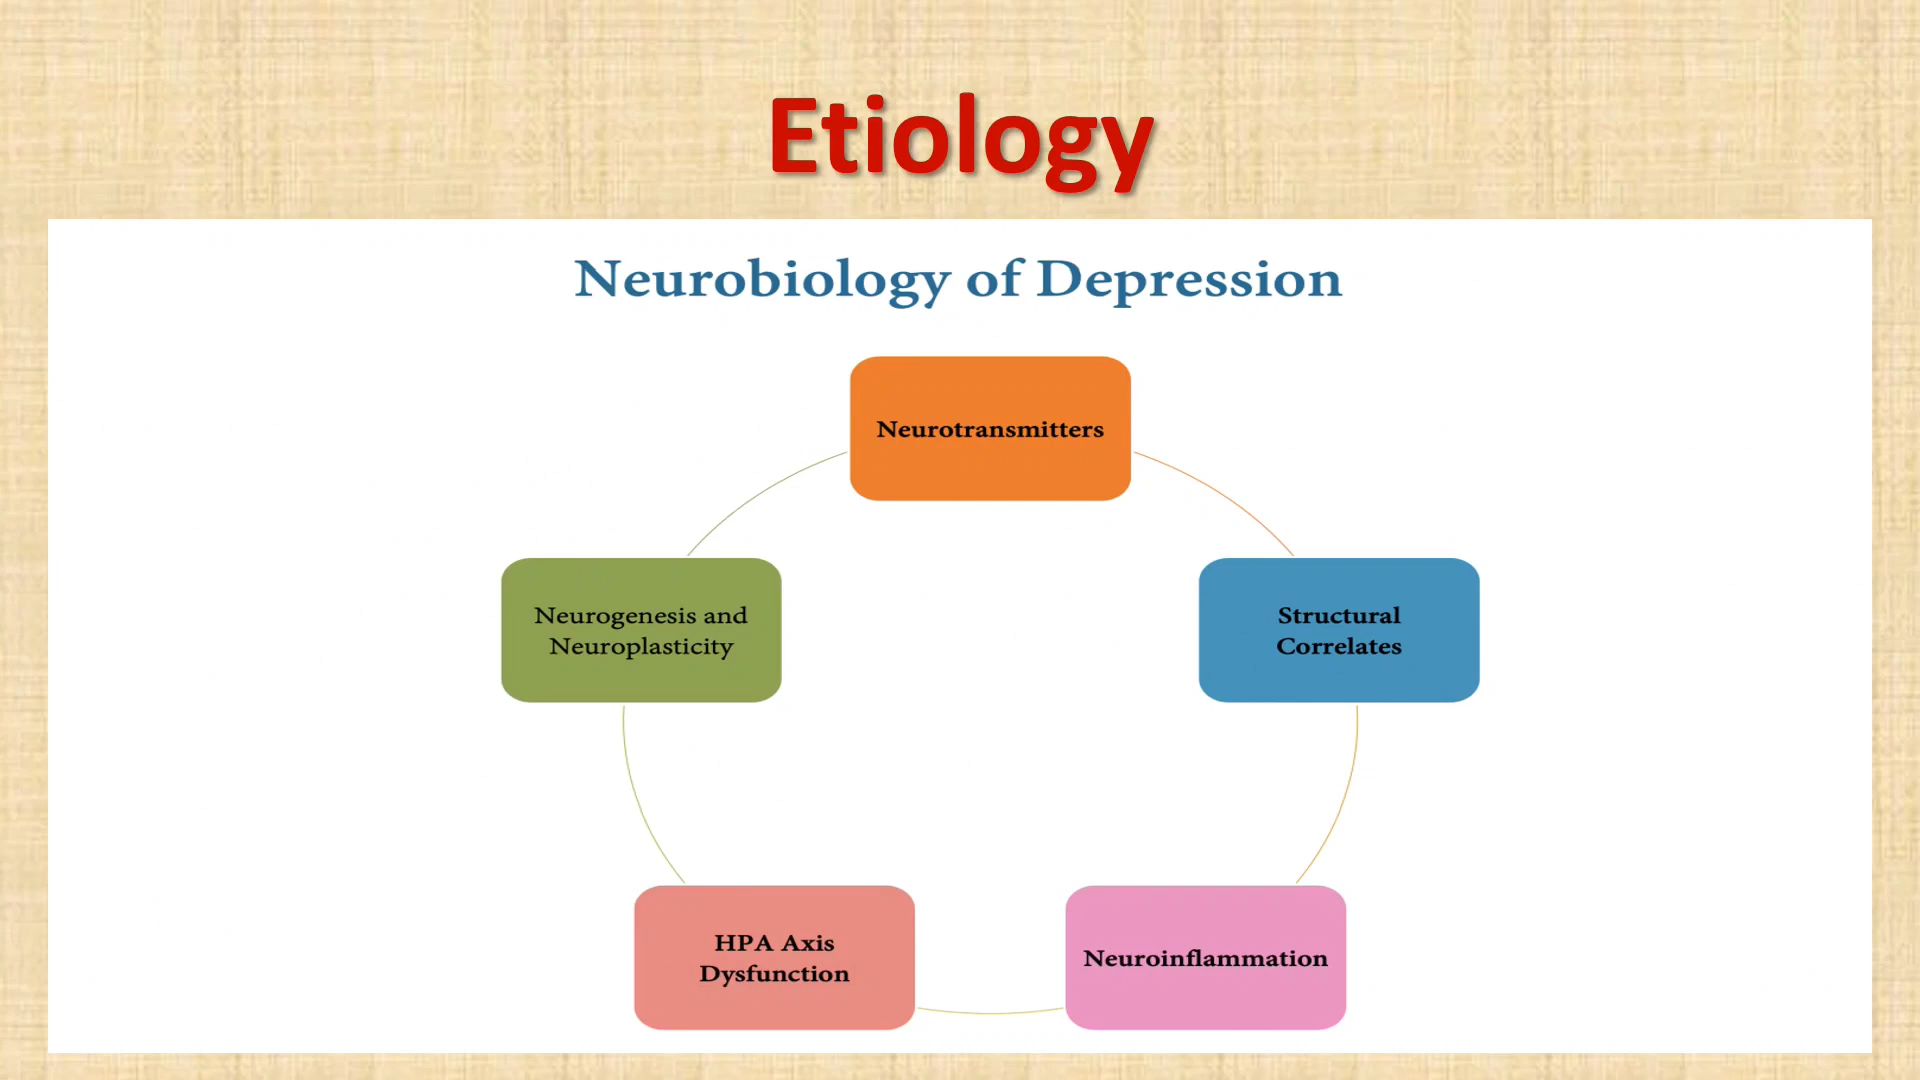 Etiology
Neurobiology of Depression
Neurotransmitters
Neurogenesis and
Neuroplasticity
Structural
Correlates
HPA Axis
Dysfunction
Neuroinflammation